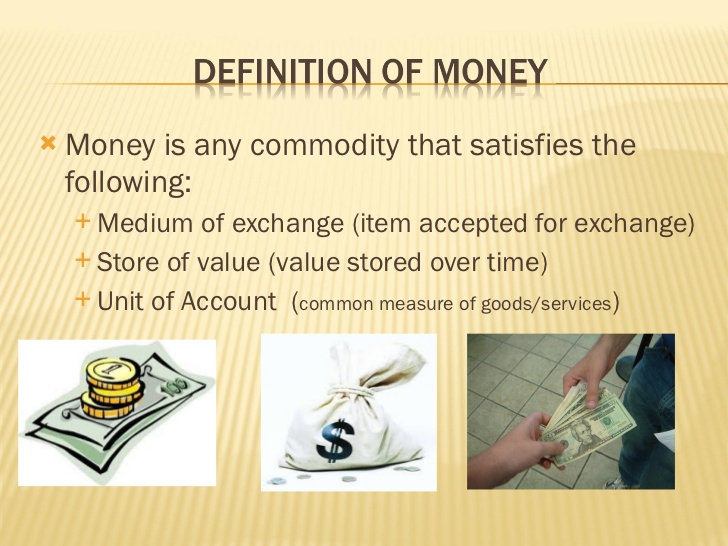 DEFINITION OF MONEY
Money is any commodity that satisfies the
following:
Medium of exchange (item accepted for exchange)
Store of value (value stored over time)
Unit of Account (common measure of goods/services)
$